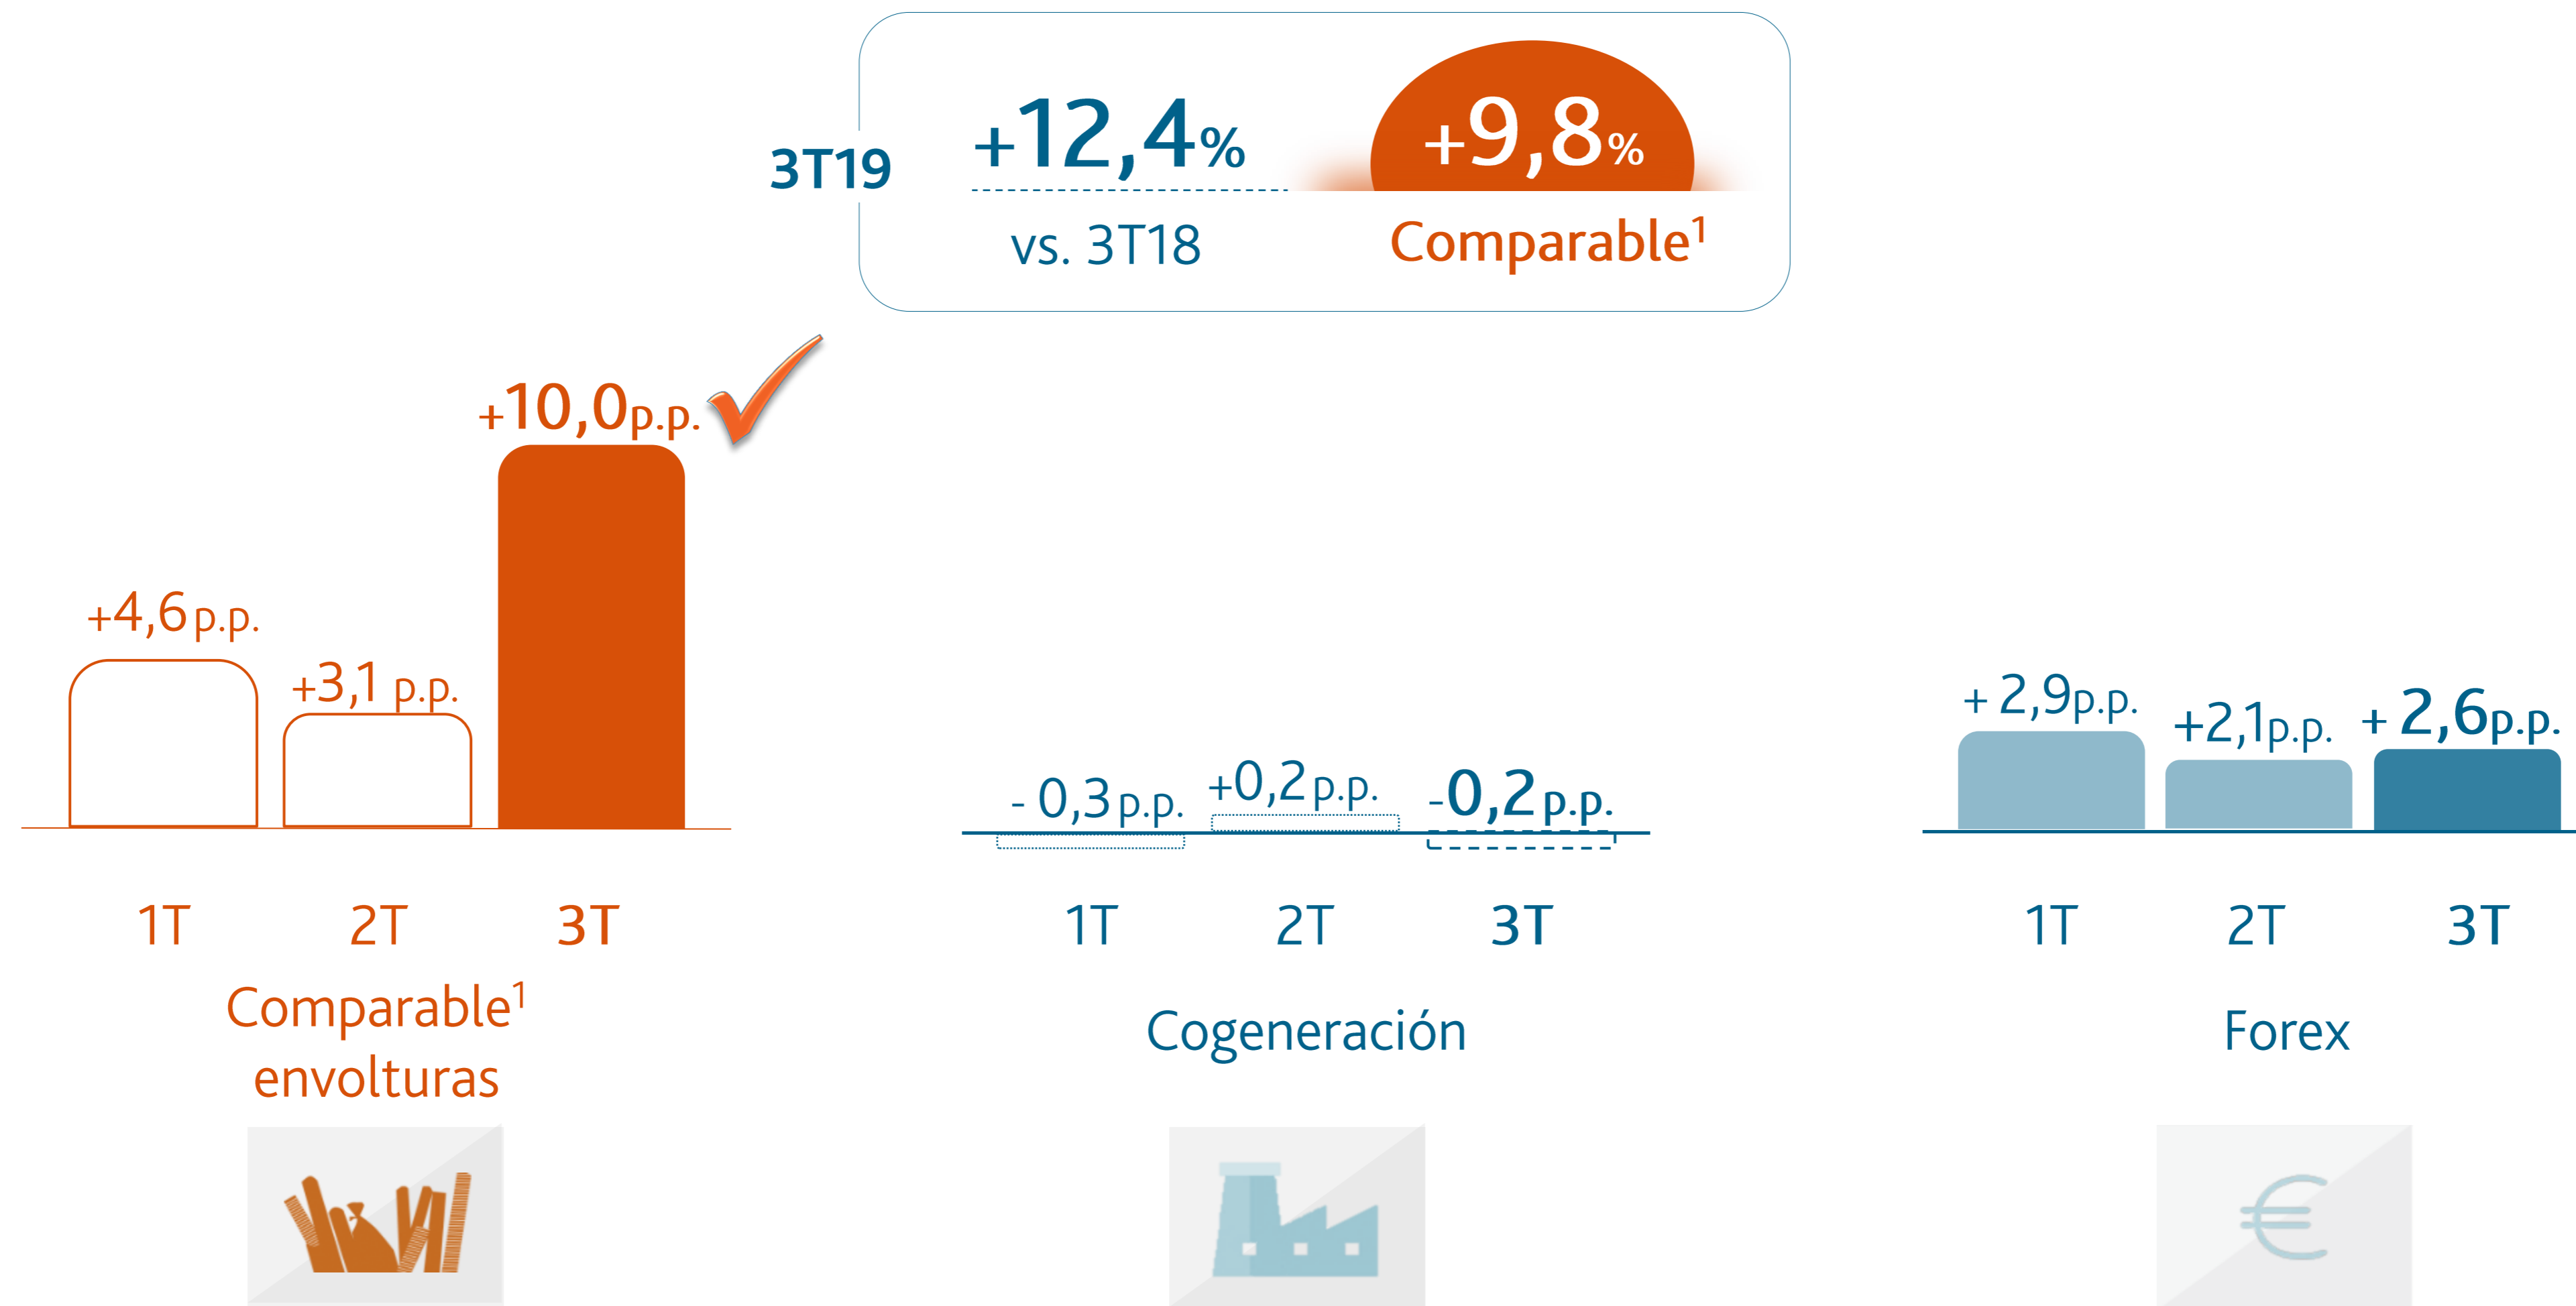 3T19
+12,4%
vs. 3T18
+9,8%
Comparable¹
+4,6 p.p.
+3,1 p.p.
+10,0p.p.
1T
2T
3T
Comparable¹
envolturas
- 0,3 p.p.
+0,2 p.p.
-0,2 p.p.
1T
2T
3T
Cogeneración
+ 2,9p.p.
+2,1p.p.
+ 2,6p.p.
1T
2T
3T
Forex
€